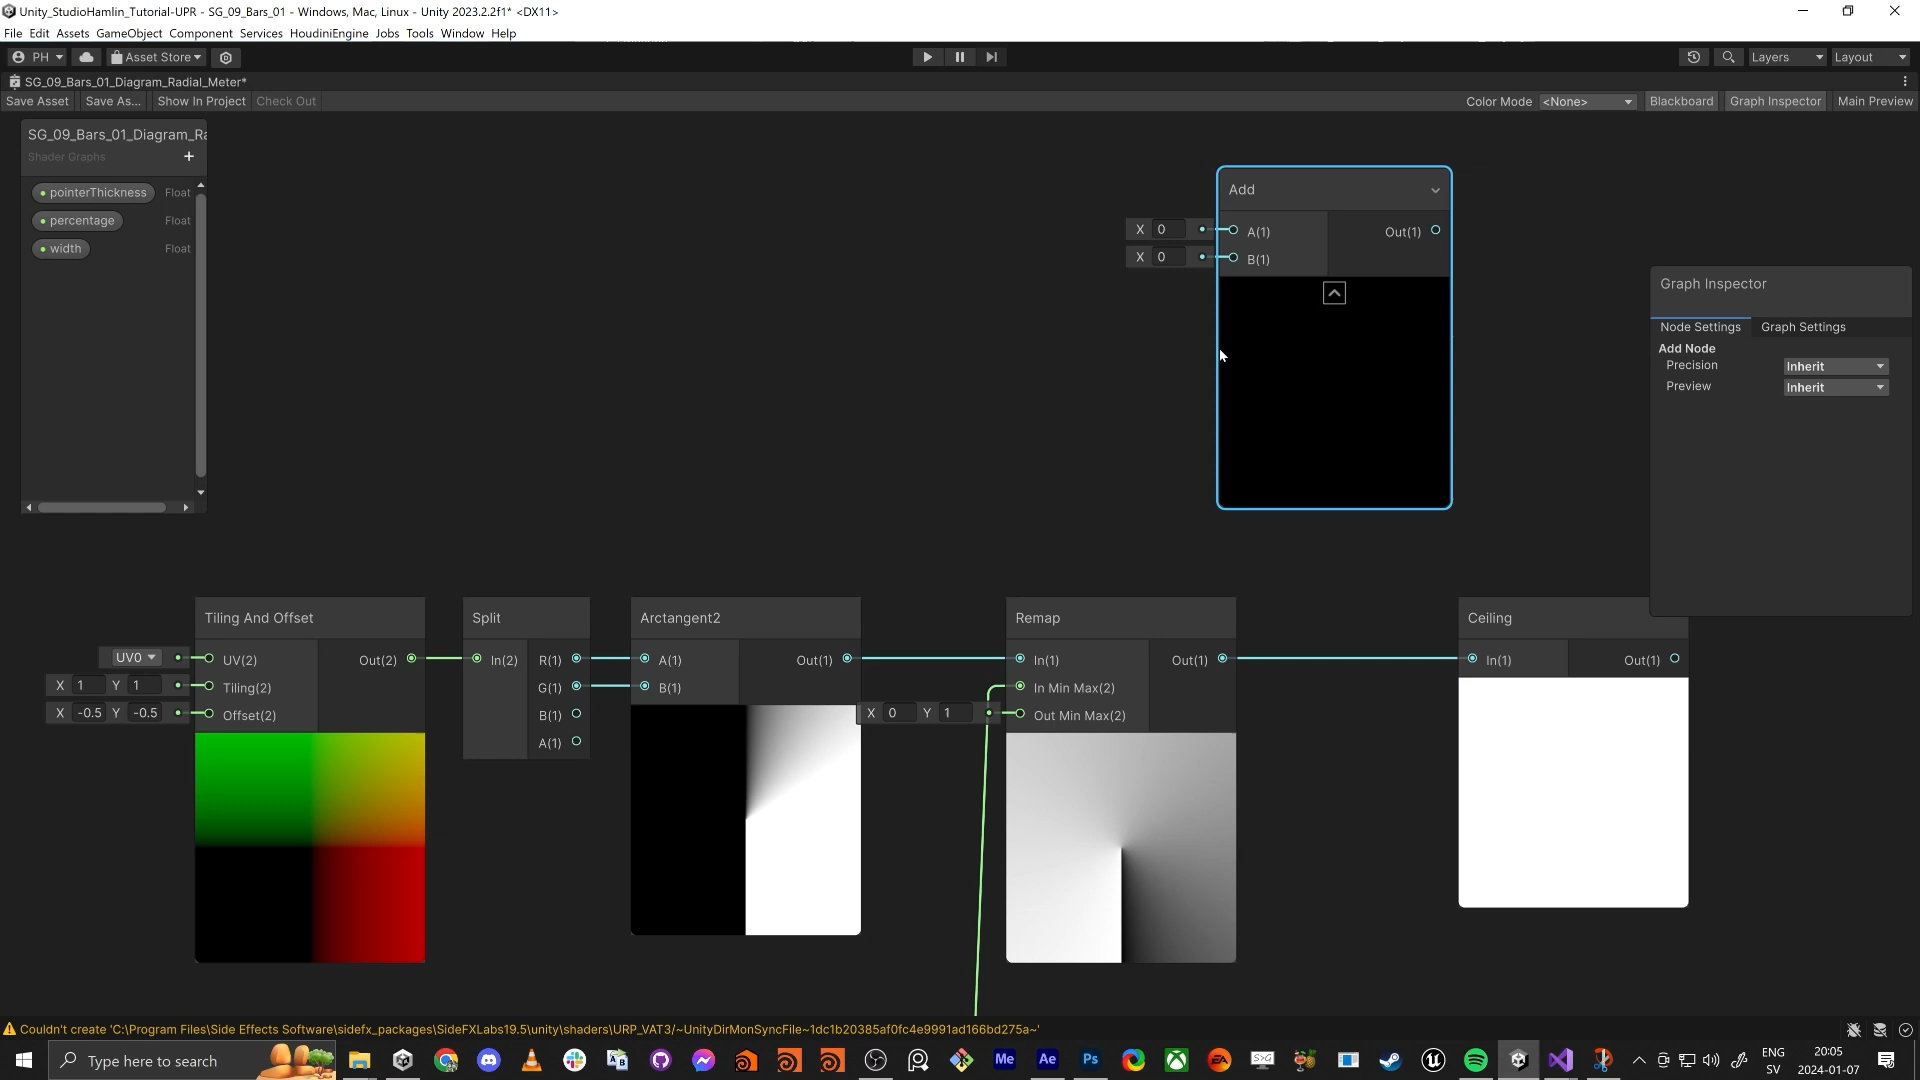 Unity_StudioHamlin_Tutorial-UPR - SG_09_Bars_01 - Windows, Mac, Linux - Unity 2023.2.2f1* <DX11>
File Edit Assets GameObject Component Services HoudiniEngine Jobs Tools Window Help
PH Asset Store Layers Layout
SG_09_Bars_01_Diagram_Radial_Meter*
Save Asset Save As... Show In Project Check Out Color Mode <None> Blackboard Graph Inspector Main Preview
SG_09_Bars_01_Diagram_Ra
Shader Graphs +
pointerThickness Float
percentage Float
width Float
Add
X 0 A(1) Out(1)
X 0 B(1)
Graph Inspector
Node Settings Graph Settings
Add Node
Precision Inherit
Preview Inherit
Tiling And Offset
UV0 UV(2) Out(2)
X 1 Y 1 Tiling(2)
X -0.5 Y -0.5 Offset(2)
Split
In(2) R(1)
G(1)
B(1)
A(1)
Arctangent2
A(1) Out(1)
B(1)
Remap
In(1) Out(1)
In Min Max(2)
X 0 Y 1 Out Min Max(2)
Ceiling
In(1) Out(1)
Couldn't create 'C:\Program Files\Side Effects Software\sidefx_packages\SideFXLabs19.5\unity\shaders\URP_VAT3/~UnityDirMonSyncFile~1dc1b20385af0fc4e9991ad166bd275a~'
Type here to search
Me Ae Ps EA
ENG
SV
20:05
2024-01-07